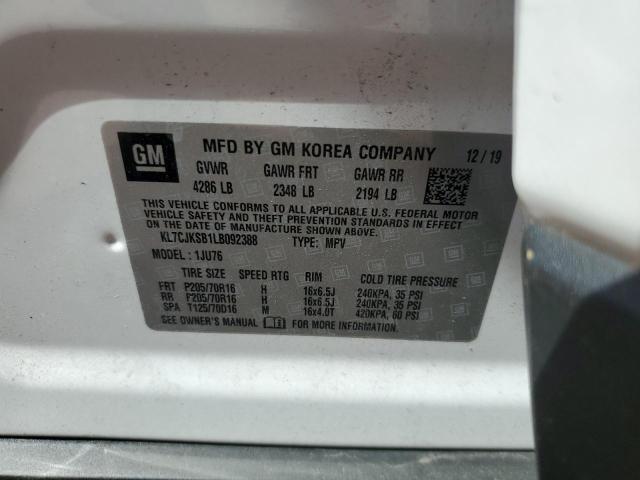 GM
MFD BY GM KOREA COMPANY 12/19
GVWR GAWR FRT GAWR RR
4286 LB 2348 LB 2194 LB
THIS VEHICLE CONFORMS TO ALL APPLICABLE U.S. FEDERAL MOTOR
VEHICLE SAFETY AND THEFT PREVENTION STANDARDS IN EFFECT
ON THE DATE OF MANUFACTURE SHOWN ABOVE.
KL7CJKSB1LB092388 TYPE: MPV
MODEL: 1JU76
TIRE SIZE SPEED RTG RIM COLD TIRE PRESSURE
FRT P205/70R16 H 16x6.5J 240KPA, 35 PSI
RR P205/70R16 H 16x6.5J 240KPA, 35 PSI
SPA T125/70D16 M 16x4.0T 420KPA, 60 PSI
SEE OWNER'S MANUAL FOR MORE INFORMATION.